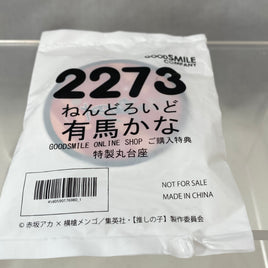 GOODSMILE
COMPANY
2273
ねんどろいど
有馬かな
GOODSMILE ONLINE SHOP ご購入特典
特製丸台座
NOT FOR SALE
MADE IN CHINA
© 赤坂アカ × 横槍メンゴ／集英社・【推しの子】製作委員会